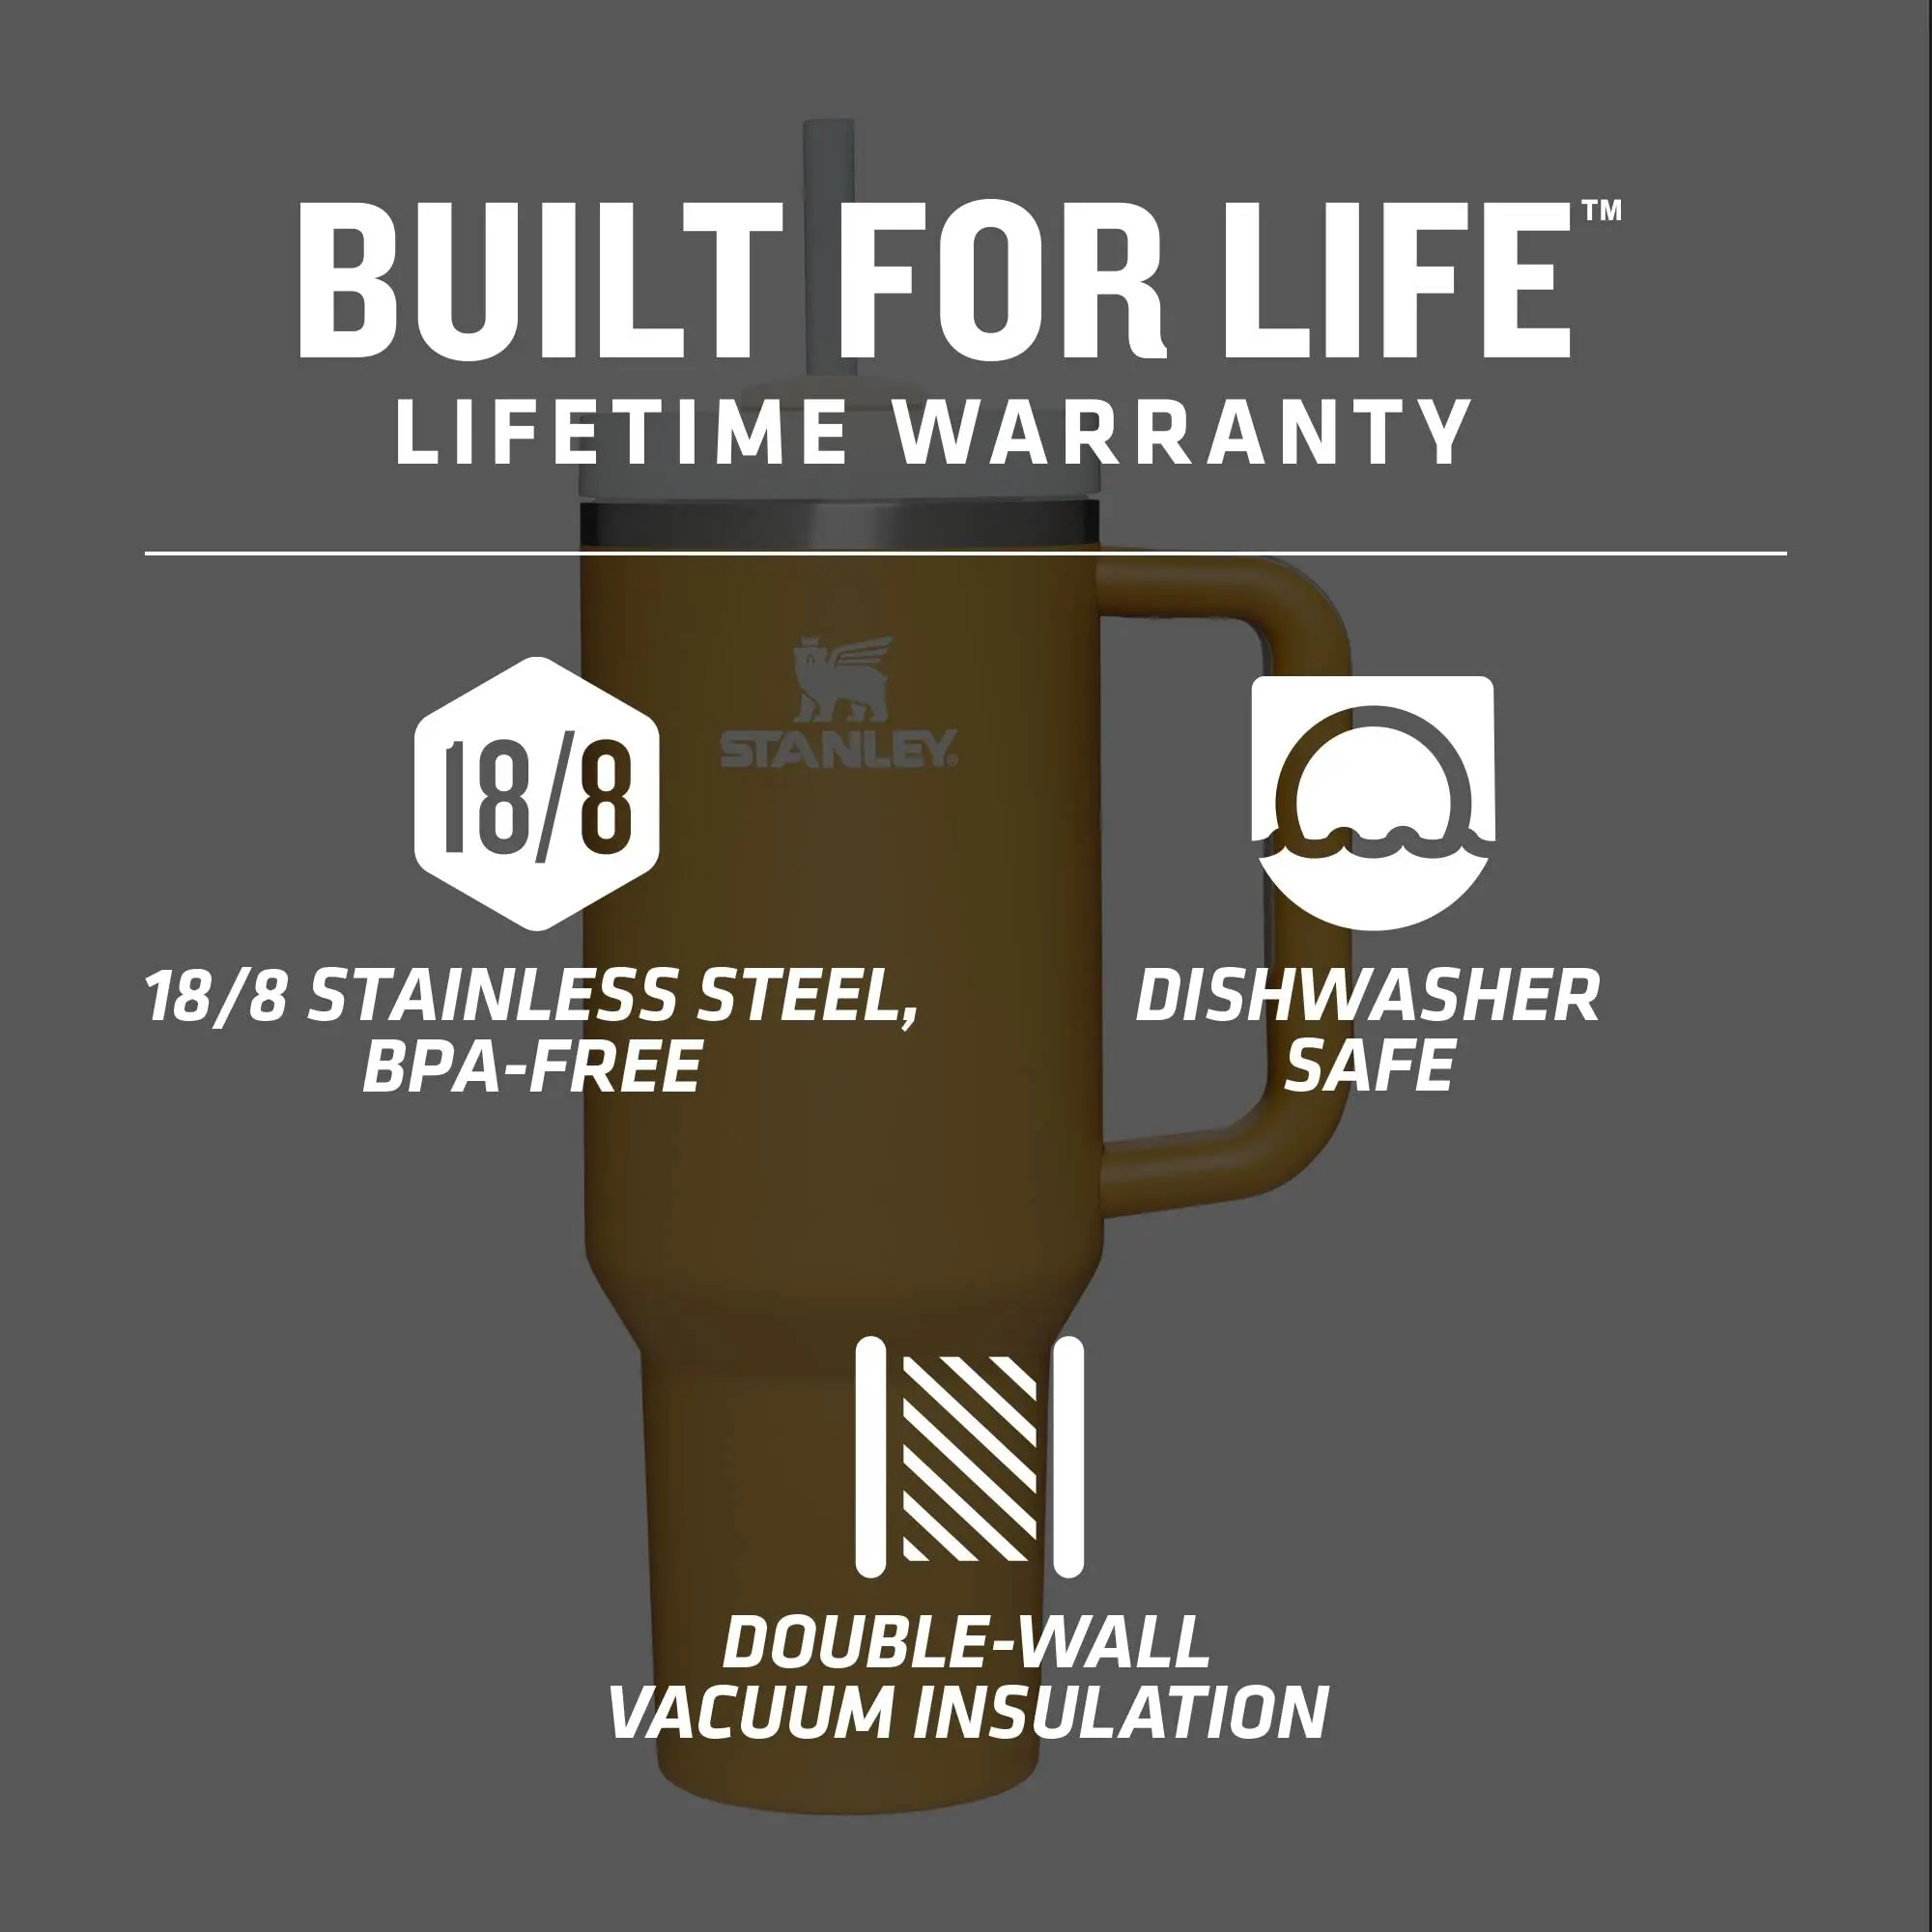 BUILT FOR LIFE™
LIFETIME WARRANTY
STANLEY®
18/8
18/8 STAINLESS STEEL,
BPA-FREE
DISHWASHER
SAFE
DOUBLE-WALL
VACUUM INSULATION